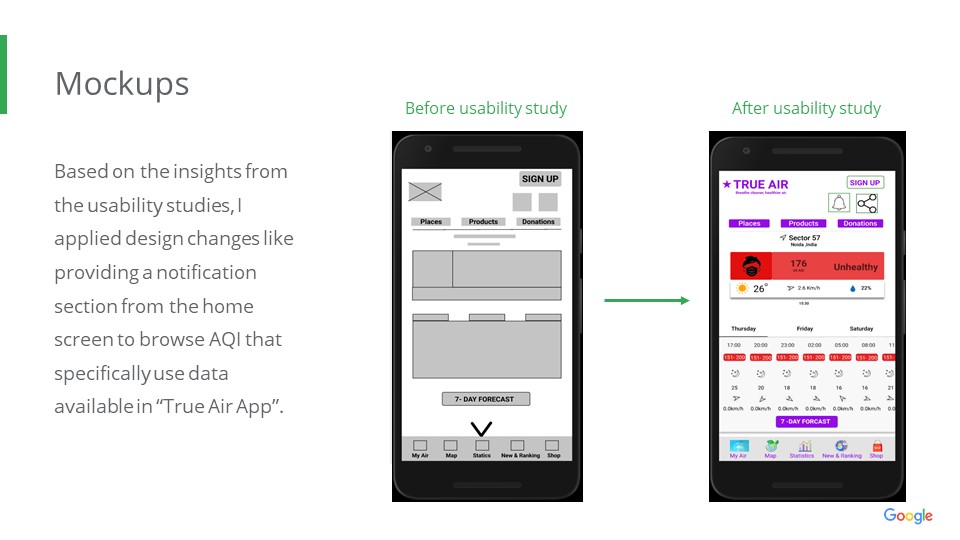 Mockups
Before usability study
After usability study
Based on the insights from
the usability studies, I
applied design changes like
providing a notification
section from the home
screen to browse AQI that
specifically use data
available in “True Air App”.
SIGN UP
Places Products Donations
7- DAY FORECAST
My Air Map Statics New & Ranking Shop
TRUE AIR
SIGN UP
Places Products Donations
Sector 57
Noida ,India
176
US AQI
Unhealthy
26° 2.6 Km/h 22%
15:30
Thursday Friday Saturday
17:00 20:00 23:00 02:00 05:00 08:00 11
151- 200 151- 200 151- 200 151- 200 151- 200 151- 200 151-
25 20 18 18 16 16 21
0.0km/h 0.0km/h 0.0km/h 0.0km/h 0.0km/h 0.0km/h 0.0k
7 -DAY FORCAST
My Air Map Statistics New & Ranking Shop
Google